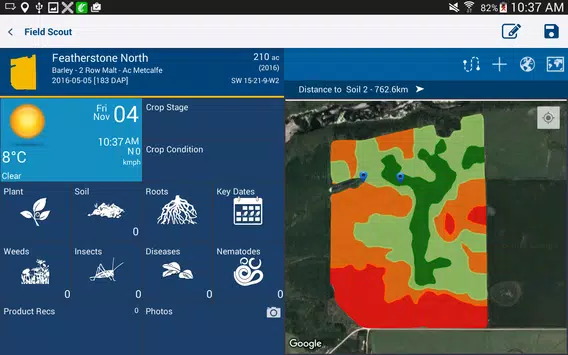 82% 10:37 AM
Field Scout
Featherstone North
210 ac
Barley - 2 Row Malt - Ac Metcalfe
(2016)
2016-05-05 [183 DAP]
SW 15-21-9-W2
Distance to Soil 2 - 762.6km
Fri
Nov 04
10:37 AM
N 0
kmph
8°C
Clear
Crop Stage
Crop Condition
Plant Soil Roots Key Dates
0
Weeds Insects Diseases Nematodes
0 0 0 0
Product Recs 0 Photos
Google